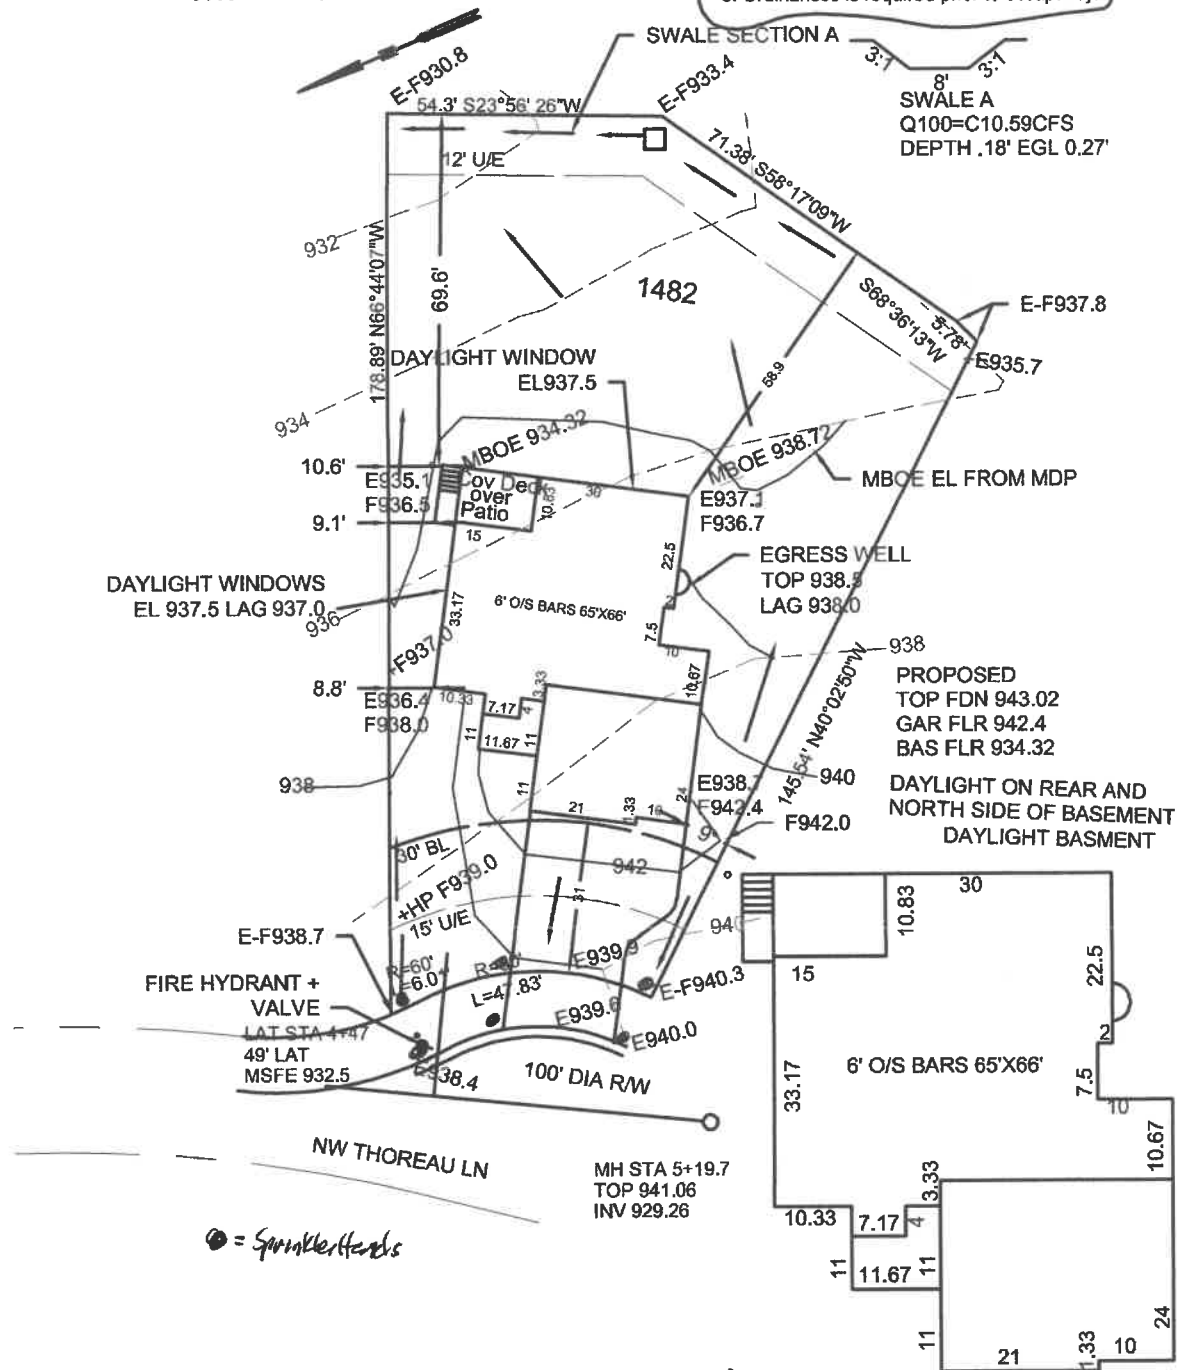 SWALE SECTION A
3:1
8'
3:1
SWALE A
Q100=C10.59CFS
DEPTH .18' EGL 0.27'
E-F930.8
54.3' S23°56' 26"W
E-F933.4
12' U/E
71.38' S58°17'09"W
932
178.89' N66°44'07"W
69.6'
1482
S68°36'13"W
5.78'
E-F937.8
E935.7
DAYLIGHT WINDOW
EL937.5
58.9
934
MBOE 934.32
MBOE 938.72
MBOE EL FROM MDP
10.6'
E935.1
F936.5
Cov Deck
over
Patio
10.83
30
E937.1
F936.7
9.1'
15
22.5
EGRESS WELL
TOP 938.5
LAG 938.0
DAYLIGHT WINDOWS
EL 937.5 LAG 937.0
936
33.17
6' O/S BARS 65'X66'
2
7.5
10
938
+F937.0
8.8'
E936.4
F938.0
10.33
7.17
4
3.33
10.67
11
11.67
11
PROPOSED
TOP FDN 943.02
GAR FLR 942.4
BAS FLR 934.32
145.54' N40°02'50"W
938
940
11
21
1.33
10
24
F942.4
9'
F942.0
DAYLIGHT ON REAR AND
NORTH SIDE OF BASEMENT
DAYLIGHT BASMENT
30' BL
942
+HP F939.0
15' U/E
31
E-F938.7
R=60'
L=47.83'
E939.9
E-F940.3
FIRE HYDRANT +
VALVE
LAT STA 4+47
49' LAT
MSFE 932.5
E939.6
E940.0
E938.4
100' DIA R/W
NW THOREAU LN
MH STA 5+19.7
TOP 941.06
INV 929.26
= Sprinkler Heads
30
10.83
15
22.5
2
6' O/S BARS 65'X66'
33.17
7.5
10
10.67
3.33
10.33
7.17
4
11
11.67
11
11
24
21
1.33
10